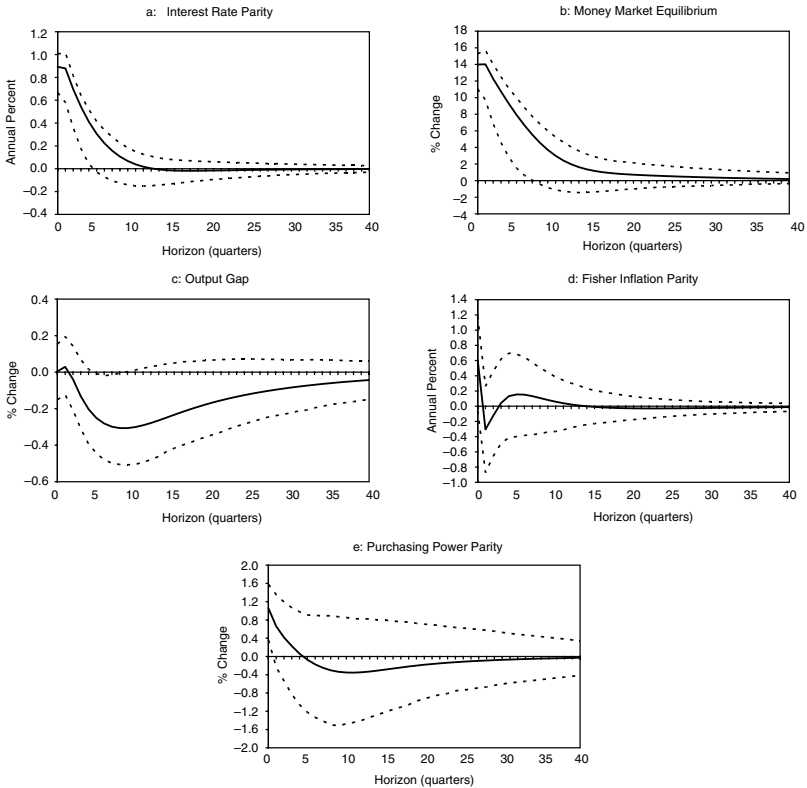 a: Interest Rate Parity
1.2
1.0
0.8
0.6
0.4
0.2
0.0
−0.2
−0.4
Annual Percent
0 5 10 15 20 25 30 35 40
Horizon (quarters)
b: Money Market Equilibrium
18
16
14
12
10
8
6
4
2
0
−2
−4
% Change
0 5 10 15 20 25 30 35 40
Horizon (quarters)
c: Output Gap
0.4
0.2
0.0
−0.2
−0.4
−0.6
% Change
0 5 10 15 20 25 30 35 40
Horizon (quarters)
d: Fisher Inflation Parity
1.4
1.2
1.0
0.8
0.6
0.4
0.2
0.0
−0.2
−0.4
−0.6
−0.8
−1.0
Annual Percent
0 5 10 15 20 25 30 35 40
Horizon (quarters)
e: Purchasing Power Parity
2.0
1.6
1.2
0.8
0.4
0.0
−0.4
−0.8
−1.2
−1.6
−2.0
% Change
0 5 10 15 20 25 30 35 40
Horizon (quarters)